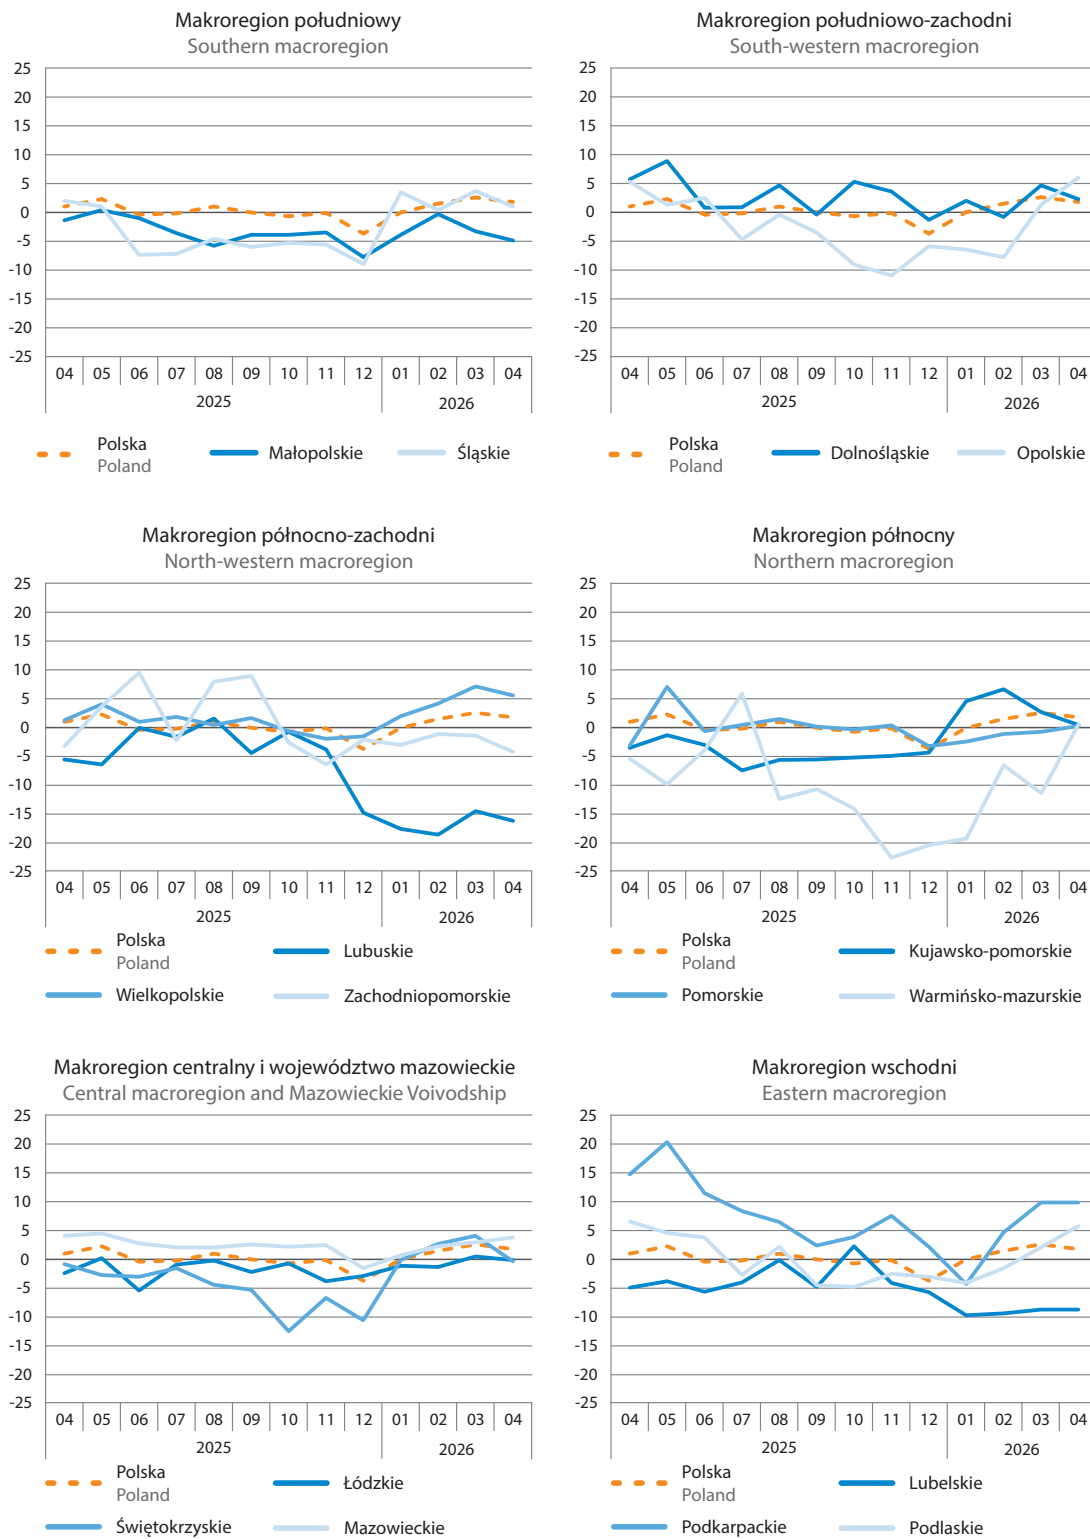 Makroregion południowy
Southern macroregion
25
20
15
10
5
0
-5
-10
-15
-20
-25
04 05 06 07 08 09 10 11 12 01 02 03 04
2025 2026
Polska
Poland
Małopolskie
Śląskie
Makroregion południowo-zachodni
South-western macroregion
25
20
15
10
5
0
-5
-10
-15
-20
-25
04 05 06 07 08 09 10 11 12 01 02 03 04
2025 2026
Polska
Poland
Dolnośląskie
Opolskie
Makroregion północno-zachodni
North-western macroregion
25
20
15
10
5
0
-5
-10
-15
-20
-25
04 05 06 07 08 09 10 11 12 01 02 03 04
2025 2026
Polska
Poland
Lubuskie
Wielkopolskie
Zachodniopomorskie
Makroregion północny
Northern macroregion
25
20
15
10
5
0
-5
-10
-15
-20
-25
04 05 06 07 08 09 10 11 12 01 02 03 04
2025 2026
Polska
Poland
Kujawsko-pomorskie
Pomorskie
Warmińsko-mazurskie
Makroregion centralny i województwo mazowieckie
Central macroregion and Mazowieckie Voivodship
25
20
15
10
5
0
-5
-10
-15
-20
-25
04 05 06 07 08 09 10 11 12 01 02 03 04
2025 2026
Polska
Poland
Łódzkie
Świętokrzyskie
Mazowieckie
Makroregion wschodni
Eastern macroregion
25
20
15
10
5
0
-5
-10
-15
-20
-25
04 05 06 07 08 09 10 11 12 01 02 03 04
2025 2026
Polska
Poland
Lubelskie
Podkarpackie
Podlaskie